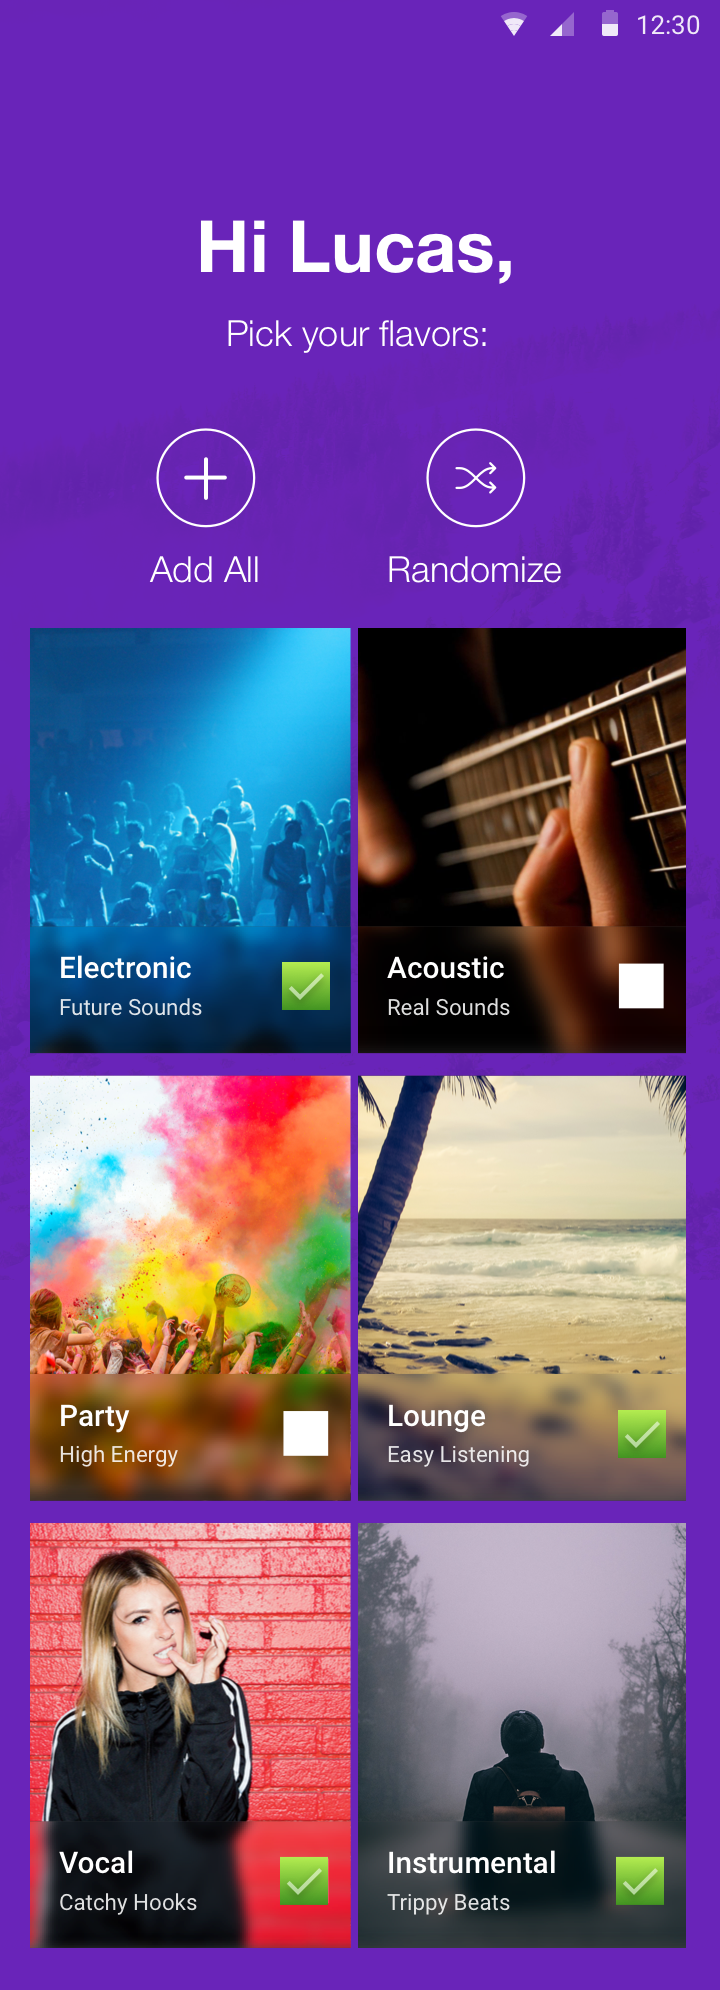 12:30
Hi Lucas,
Pick your flavors:
Add All
Randomize
Electronic
Future Sounds
Acoustic
Real Sounds
Party
High Energy
Lounge
Easy Listening
Vocal
Catchy Hooks
Instrumental
Trippy Beats